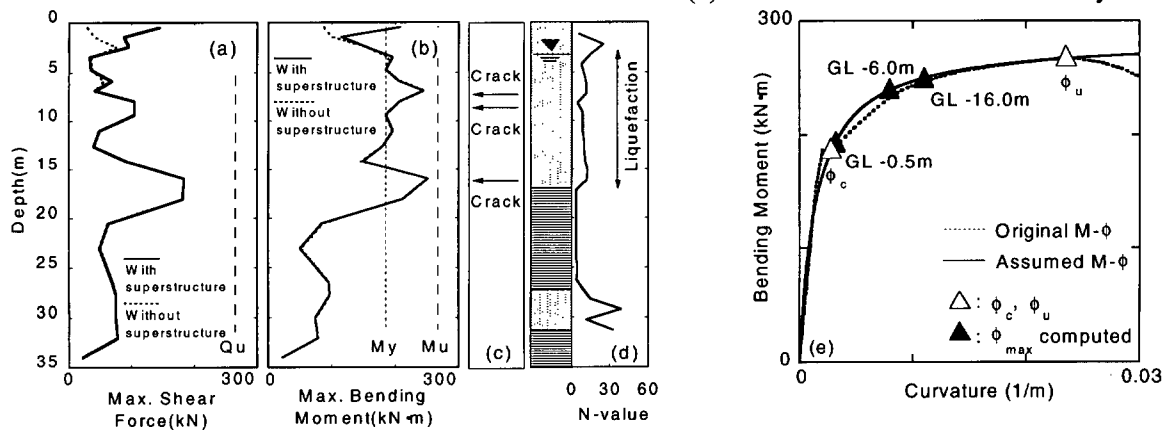 0
5
10
15
20
25
30
35
Depth(m)
(a)
With
superstructure
Without
superstructure
Qu
0
300
Max. Shear
Force(kN)
(b)
With
superstructure
Without
superstructure
My
Mu
0
300
Max. Bending
Moment(kN·m)
Crack
Crack
Crack
(c)
Liquefaction
(d)
0
30
60
N-value
300
0
Bending Moment (kN·m)
GL -6.0m
GL -16.0m
GL -0.5m
ϕc
ϕu
Original M-ϕ
Assumed M-ϕ
△: ϕc, ϕu
▲: ϕmax computed
(e)
0
0.03
Curvature (1/m)